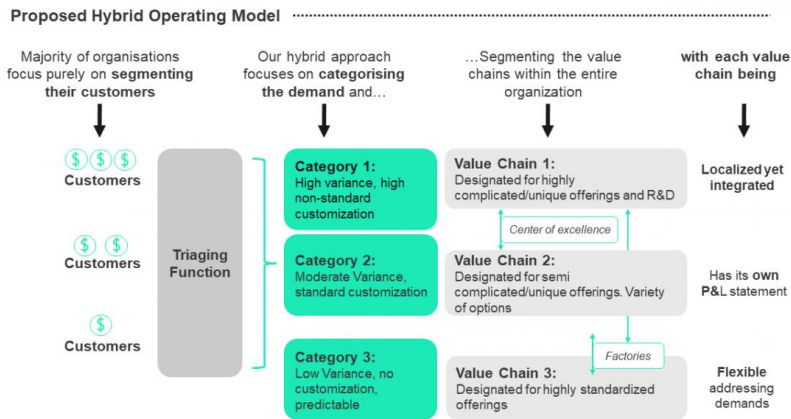 Proposed Hybrid Operating Model
Majority of organisations
focus purely on segmenting
their customers
Our hybrid approach
focuses on categorising
the demand and…
…Segmenting the value
chains within the entire
organization
with each value
chain being
$ $ $
Customers
$ $
Customers
$
Customers
Triaging
Function
Category 1:
High variance, high
non-standard
customization
Category 2:
Moderate Variance,
standard customization
Category 3:
Low Variance, no
customization,
predictable
Value Chain 1:
Designated for highly
complicated/unique offerings and R&D
Center of excellence
Value Chain 2:
Designated for semi
complicated/unique offerings. Variety
of options
Factories
Value Chain 3:
Designated for highly standardized
offerings
Localized yet
integrated
Has its own
P&L statement
Flexible
addressing
demands